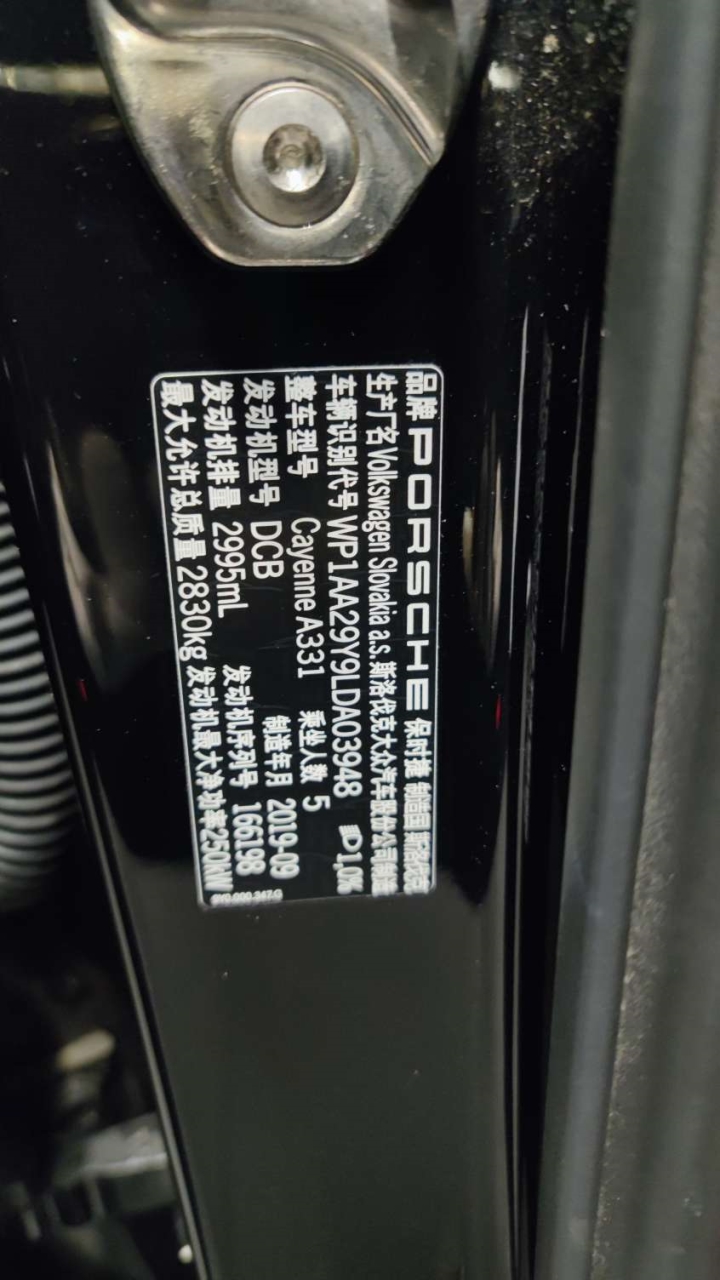 品牌 PORSCHE 保时捷 制造国 斯洛伐克
生产厂名 Volkswagen Slovakia a.s.斯洛伐克大众汽车股份公司制造
车辆识别代号 WP1AA29Y9LDA03948 1,0%
整车型号 Cayenne A331 乘坐人数 5
发动机型号 DCB 制造年月 2019-09
发动机排量 2995mL 发动机序列号 166198
最大允许总质量 2830kg 发动机最大净功率250kW